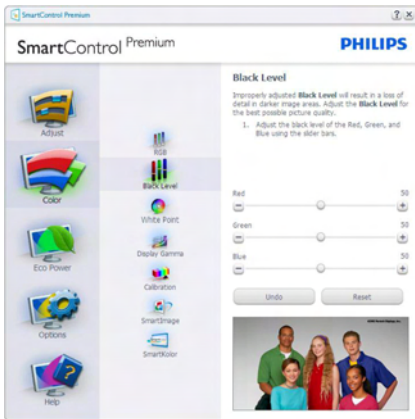 SmartControl Premium
SmartControl Premium
PHILIPS
Adjust
Color
Eco Power
Options
Help
RGB
Black Level
White Point
Display Gamma
Calibration
SmartImage
SmartKolor
Black Level
Improperly adjusted Black Level will result in a loss of
detail in darker image areas. Adjust the Black Level for
the best possible picture quality.
1. Adjust the black level of the Red, Green, and
Blue using the slider bars.
Red 50
Green 50
Blue 50
Undo Reset